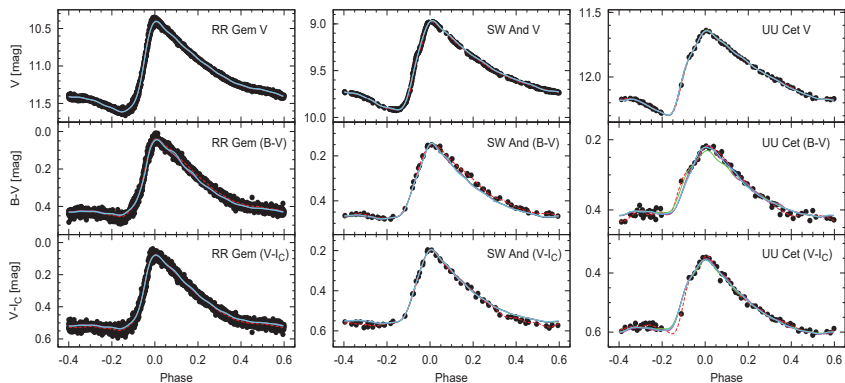 RR Gem V
SW And V
UU Cet V
V [mag]
10.5
11.0
11.5
9.0
9.5
10.0
11.5
12.0
RR Gem (B-V)
SW And (B-V)
UU Cet (B-V)
B-V [mag]
0.0
0.2
0.4
0.2
0.4
0.2
0.4
RR Gem (V-I_C)
SW And (V-I_C)
UU Cet (V-I_C)
V-I_C [mag]
0.0
0.2
0.4
0.6
0.2
0.4
0.6
0.4
0.6
-0.4 -0.2 0.0 0.2 0.4 0.6
-0.4 -0.2 0.0 0.2 0.4 0.6
-0.4 -0.2 0.0 0.2 0.4 0.6
Phase
Phase
Phase